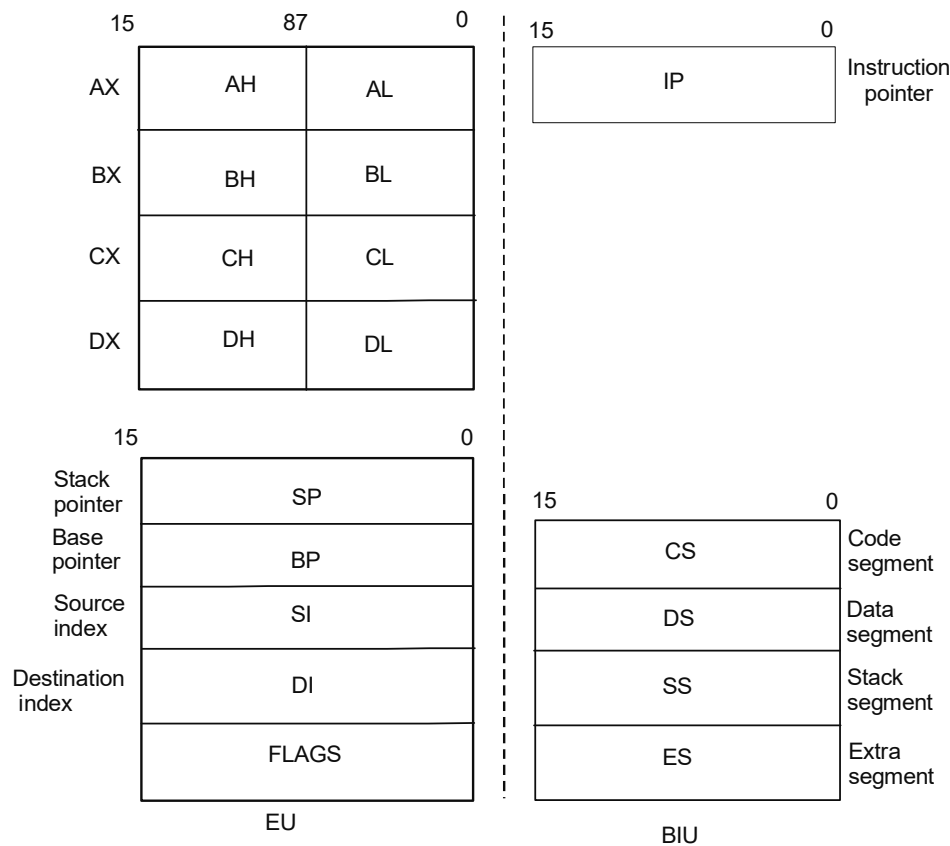 15 87 0
AX AH AL
BX BH BL
CX CH CL
DX DH DL
15 0
Stack
pointer
SP
Base
pointer
BP
Source
index
SI
Destination
index
DI
FLAGS
EU
15 0
IP
Instruction
pointer
15 0
CS
Code
segment
DS
Data
segment
SS
Stack
segment
ES
Extra
segment
BIU